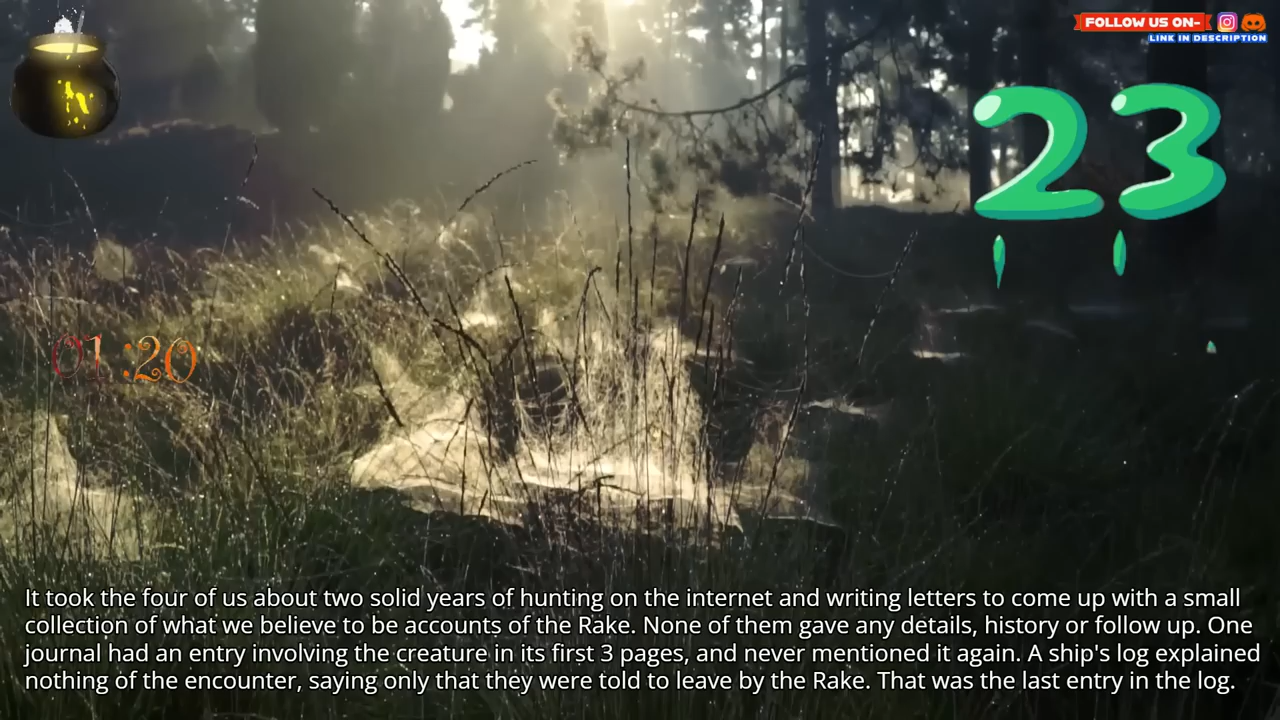 FOLLOW US ON-
LINK IN DESCRIPTION
23
01:20
It took the four of us about two solid years of hunting on the internet and writing letters to come up with a small
collection of what we believe to be accounts of the Rake. None of them gave any details, history or follow up. One
journal had an entry involving the creature in its first 3 pages, and never mentioned it again. A ship's log explained
nothing of the encounter, saying only that they were told to leave by the Rake. That was the last entry in the log.